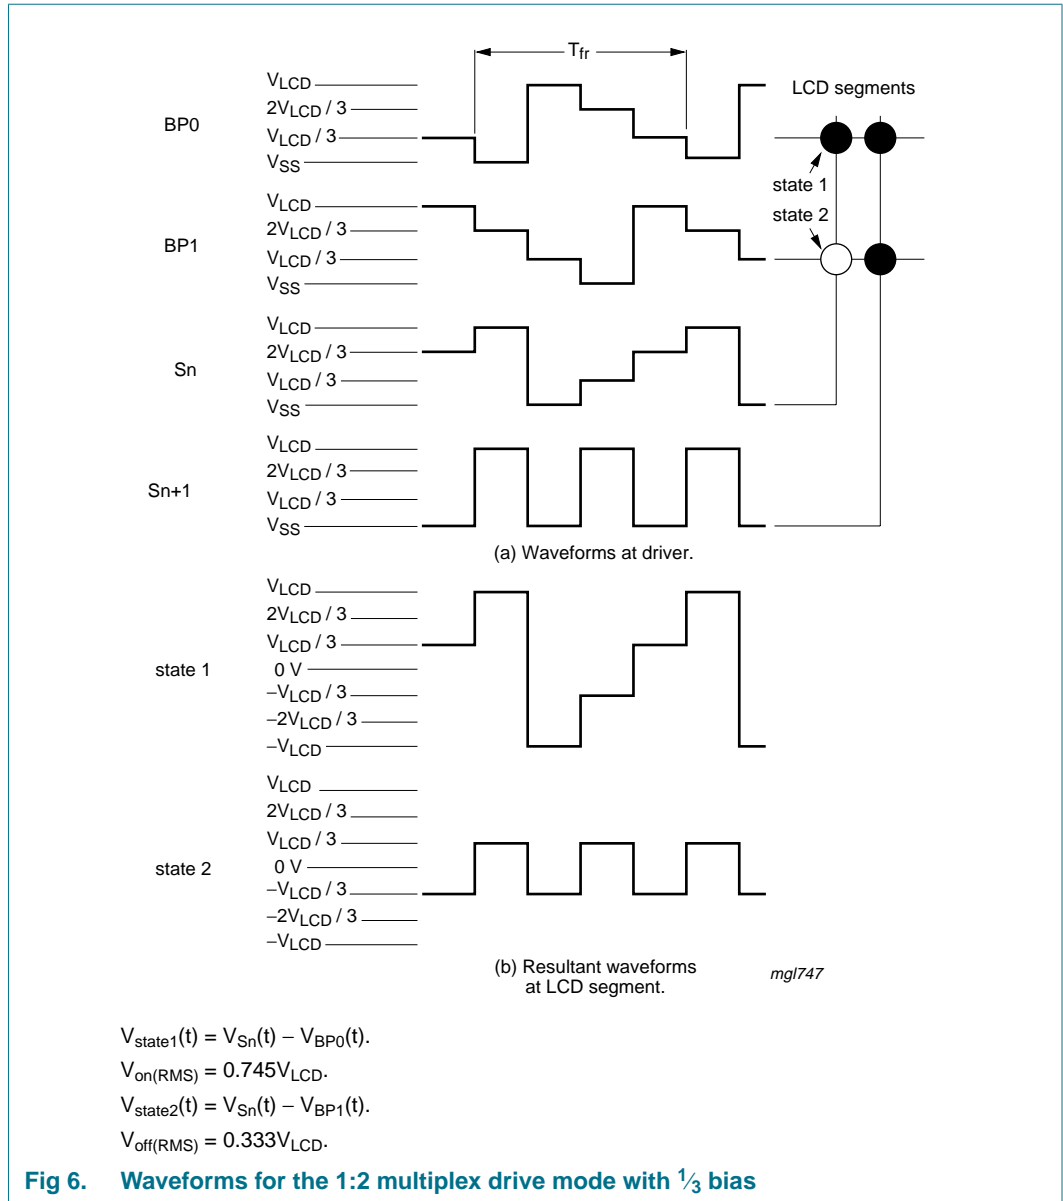 Tfr
BP0
VLCD
2VLCD / 3
VLCD / 3
VSS
LCD segments
state 1
state 2
BP1
VLCD
2VLCD / 3
VLCD / 3
VSS
Sn
VLCD
2VLCD / 3
VLCD / 3
VSS
Sn+1
VLCD
2VLCD / 3
VLCD / 3
VSS
(a) Waveforms at driver.
state 1
VLCD
2VLCD / 3
VLCD / 3
0 V
−VLCD / 3
−2VLCD / 3
−VLCD
state 2
VLCD
2VLCD / 3
VLCD / 3
0 V
−VLCD / 3
−2VLCD / 3
−VLCD
(b) Resultant waveforms
at LCD segment.
mgl747
Vstate1(t) = VSn(t) − VBP0(t).
Von(RMS) = 0.745VLCD.
Vstate2(t) = VSn(t) − VBP1(t).
Voff(RMS) = 0.333VLCD.
Fig 6. Waveforms for the 1:2 multiplex drive mode with 1⁄3 bias